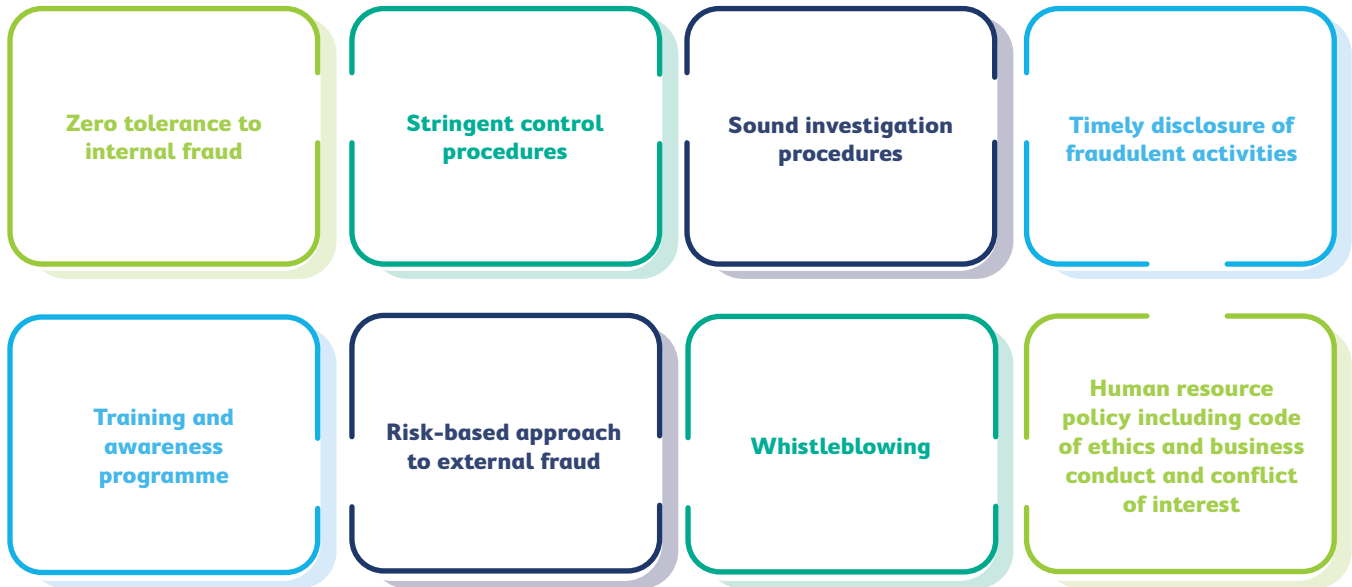 Zero tolerance to
internal fraud
Stringent control
procedures
Sound investigation
procedures
Timely disclosure of
fraudulent activities
Training and
awareness
programme
Risk-based approach
to external fraud
Whistleblowing
Human resource
policy including code
of ethics and business
conduct and conflict
of interest